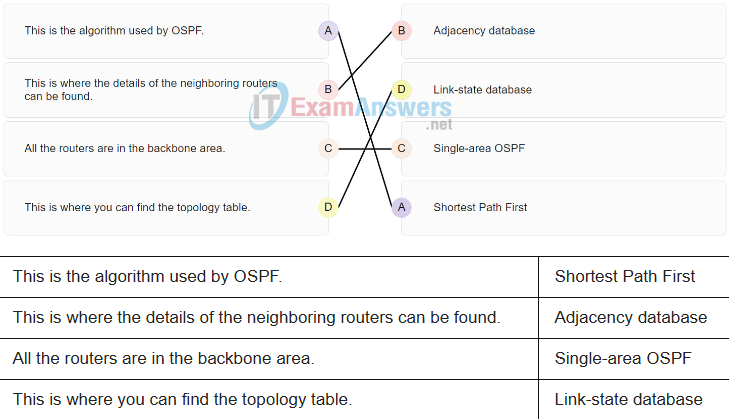 This is the algorithm used by OSPF.
A
B
Adjacency database
This is where the details of the neighboring routers
can be found.
B
D
Link-state database
IT ExamAnswers
.net
All the routers are in the backbone area.
C
C
Single-area OSPF
This is where you can find the topology table.
D
A
Shortest Path First
This is the algorithm used by OSPF.
Shortest Path First
This is where the details of the neighboring routers can be found.
Adjacency database
All the routers are in the backbone area.
Single-area OSPF
This is where you can find the topology table.
Link-state database